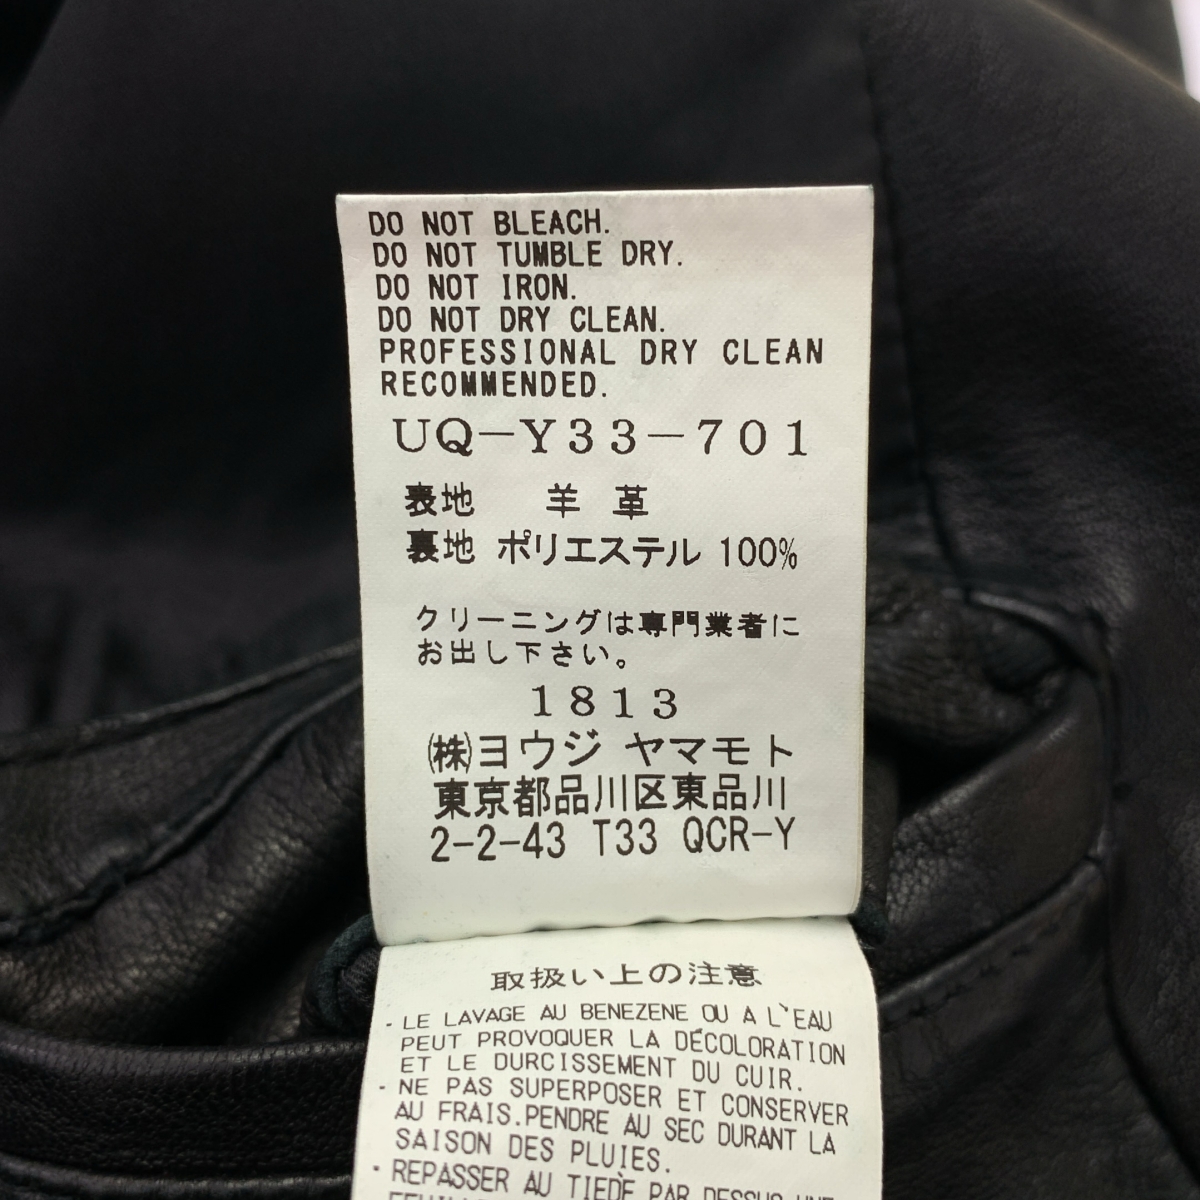 DO NOT BLEACH.
DO NOT TUMBLE DRY.
DO NOT IRON.
DO NOT DRY CLEAN.
PROFESSIONAL DRY CLEAN
RECOMMENDED.
UQ−Y33−701
表地 羊革
裏地 ポリエステル 100%
クリーニングは専門業者に
お出し下さい。
1813
㈱ヨウジ ヤマモト
東京都品川区東品川
2-2-43 T33 QCR-Y
取扱い上の注意
・LE LAVAGE AU BENEZENE OU A L`EAU
PEUT PROVOQUER LA DÉCOLORATION
ET LE DURCISSEMENT DU CUIR.
・NE PAS SUPERPOSER ET CONSERVER
AU FRAIS.PENDRE AU SEC DURANT LA
SAISON DES PLUIES.
・REPASSER AU TIEDE PAR DESSUS UNE